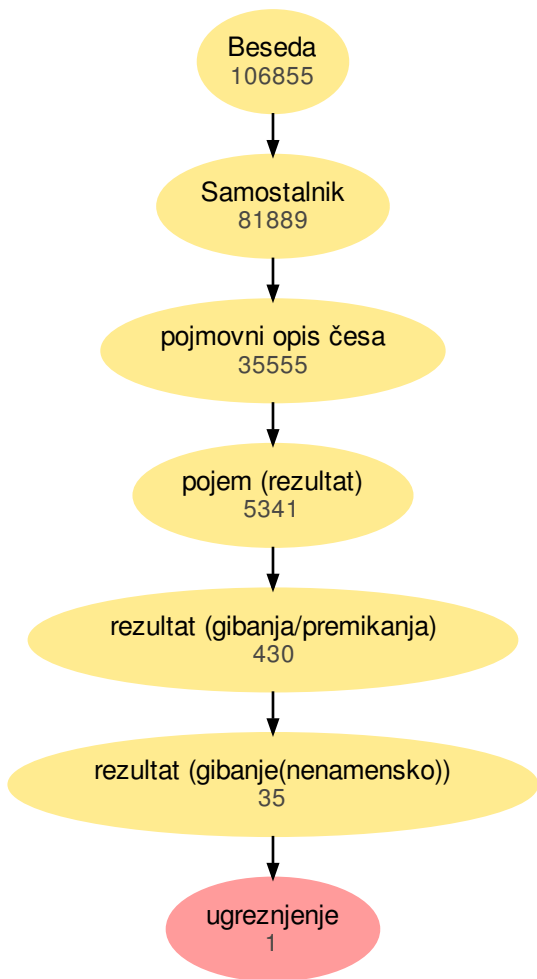 Beseda
106855
Samostalnik
81889
pojmovni opis česa
35555
pojem (rezultat)
5341
rezultat (gibanja/premikanja)
430
rezultat (gibanje(nenamensko))
35
ugreznjenje
1